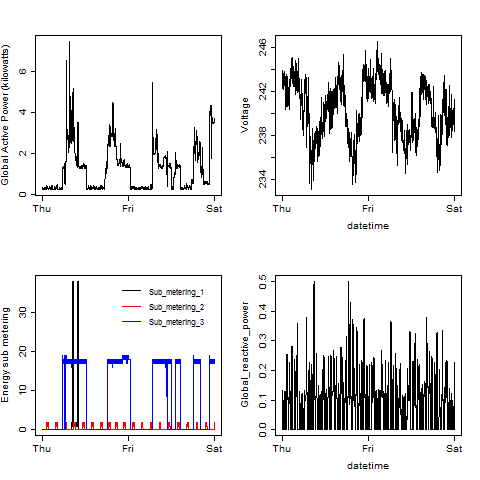 Global Active Power (kilowatts)
0 2 4 6
Thu Fri Sat
Voltage
234 238 242 246
Thu Fri Sat
datetime
Energy sub metering
0 10 20 30
Sub_metering_1
Sub_metering_2
Sub_metering_3
Thu Fri Sat
Global_reactive_power
0.0 0.1 0.2 0.3 0.4 0.5
Thu Fri Sat
datetime